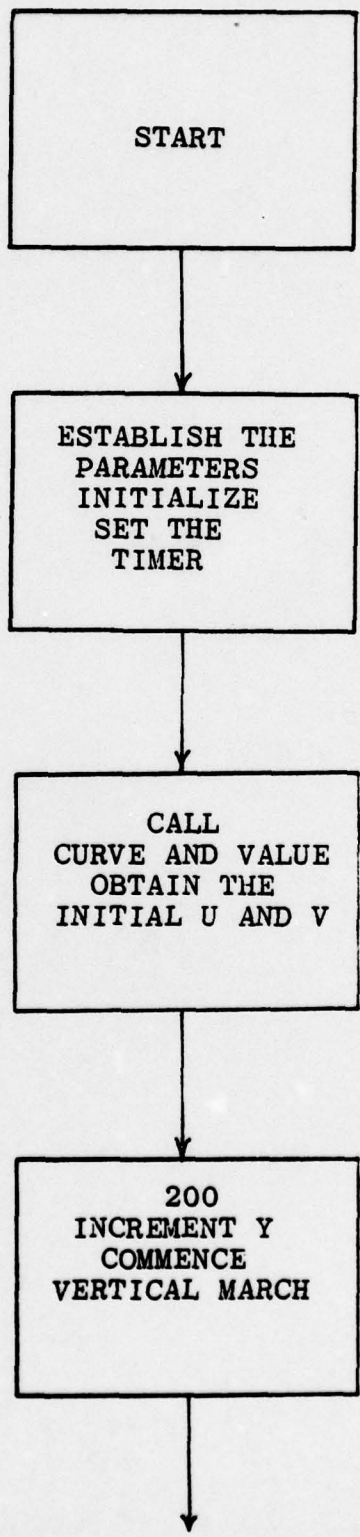 START
ESTABLISH THE
PARAMETERS
INITIALIZE
SET THE
TIMER
CALL
CURVE AND VALUE
OBTAIN THE
INITIAL U AND V
200
INCREMENT Y
COMMENCE
VERTICAL MARCH